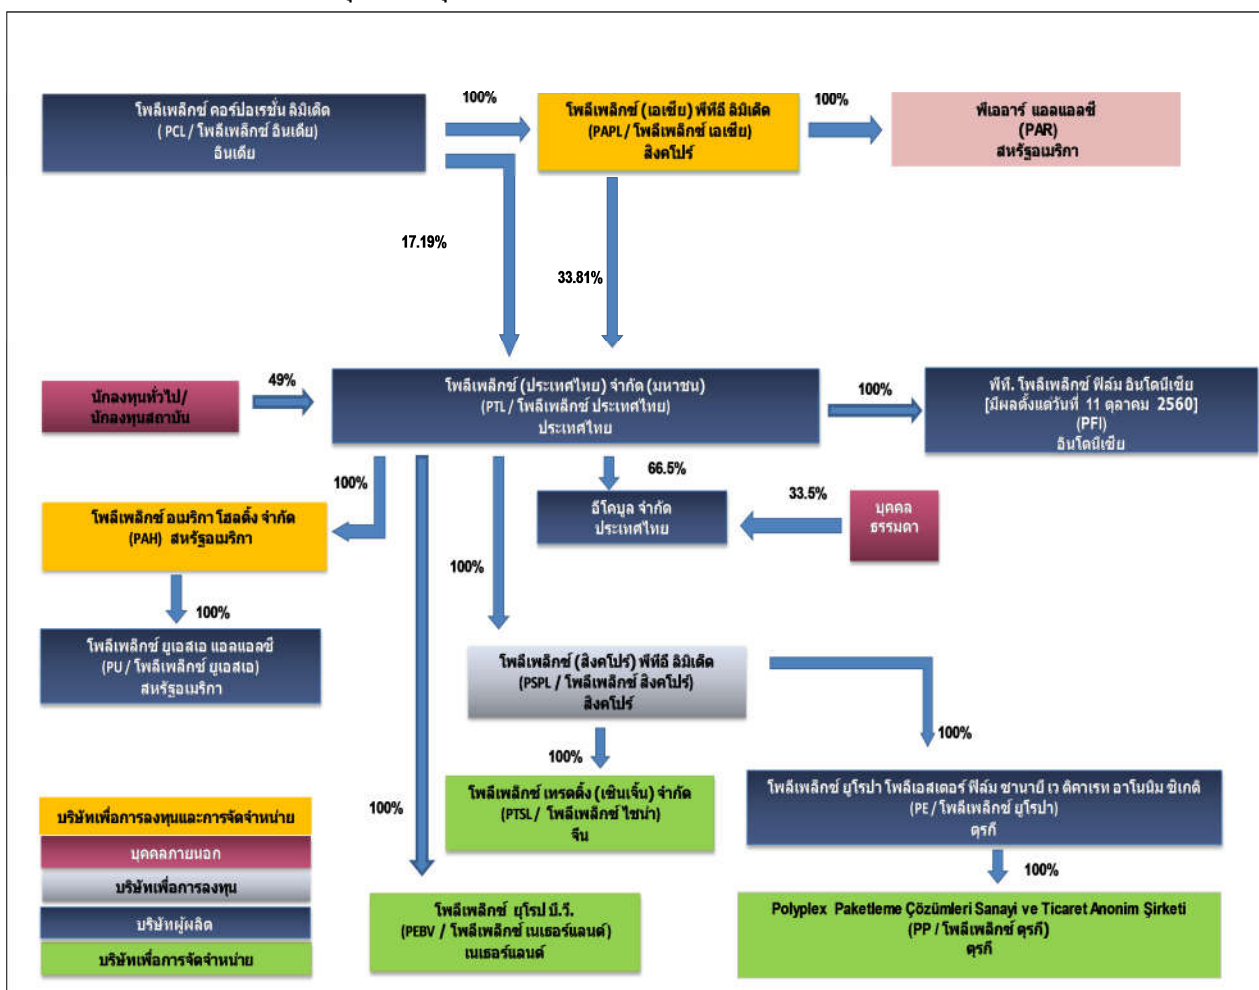 โพลีเพล็กซ์ คอร์ปอเรชั่น ลิมิเต็ด
( PCL / โพลีเพล็กซ์ อินเดีย)
อินเดีย
100%
โพลีเพล็กซ์ (เอเชีย) พีทีอี ลิมิเต็ด
(PAPL / โพลีเพล็กซ์ เอเชีย)
สิงคโปร์
100%
พีเออาร์ แอลแอลซี
(PAR)
สหรัฐอเมริกา
17.19%
33.81%
นักลงทุนทั่วไป/
นักลงทุนสถาบัน
49%
โพลีเพล็กซ์ (ประเทศไทย) จำกัด (มหาชน)
(PTL / โพลีเพล็กซ์ ประเทศไทย)
ประเทศไทย
100%
พีที. โพลีเพล็กซ์ ฟิล์ม อินโดนีเซีย
[มีผลตั้งแต่วันที่ 11 ตุลาคม 2560]
(PFI)
อินโดนีเซีย
100%
66.5%
โพลีเพล็กซ์ อเมริกา โฮลดิ้ง จำกัด
(PAH) สหรัฐอเมริกา
อีโคบูล จำกัด
ประเทศไทย
33.5%
บุคคล
ธรรมดา
100%
100%
โพลีเพล็กซ์ ยูเอสเอ แอลแอลซี
(PU / โพลีเพล็กซ์ ยูเอสเอ)
สหรัฐอเมริกา
โพลีเพล็กซ์ (สิงคโปร์) พีทีอี ลิมิเต็ด
(PSPL / โพลีเพล็กซ์ สิงคโปร์)
สิงคโปร์
100%
100%
โพลีเพล็กซ์ เทรดดิ้ง (เซินเจิ้น) จำกัด
(PTSL / โพลีเพล็กซ์ ไชน่า)
จีน
โพลีเพล็กซ์ ยูโรปา โพลีเอสเตอร์ ฟิล์ม ซานายี เว ติคาเรท อาโนนิม ซิเกติ
(PE / โพลีเพล็กซ์ ยูโรปา)
ตุรกี
100%
100%
โพลีเพล็กซ์ ยุโรป บี.วี.
(PEBV / โพลีเพล็กซ์ เนเธอร์แลนด์)
เนเธอร์แลนด์
Polyplex Paketleme Çözümleri Sanayi ve Ticaret Anonim Şirketi
(PP / โพลีเพล็กซ์ ตุรกี)
ตุรกี
บริษัทเพื่อการลงทุนและการจัดจำหน่าย
บุคคลภายนอก
บริษัทเพื่อการลงทุน
บริษัทผู้ผลิต
บริษัทเพื่อการจัดจำหน่าย